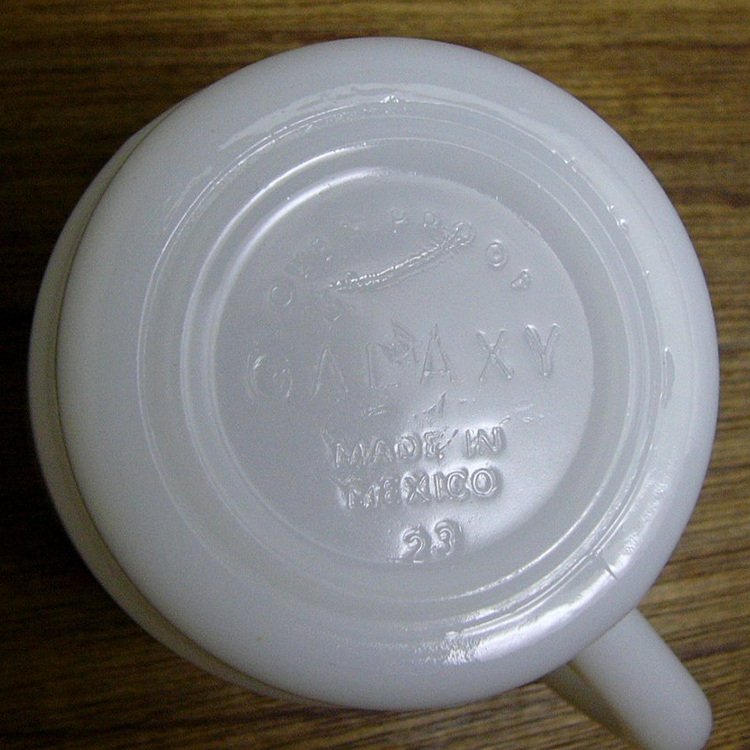 OVEN PROOF
GALAXY
MADE IN
MEXICO
23